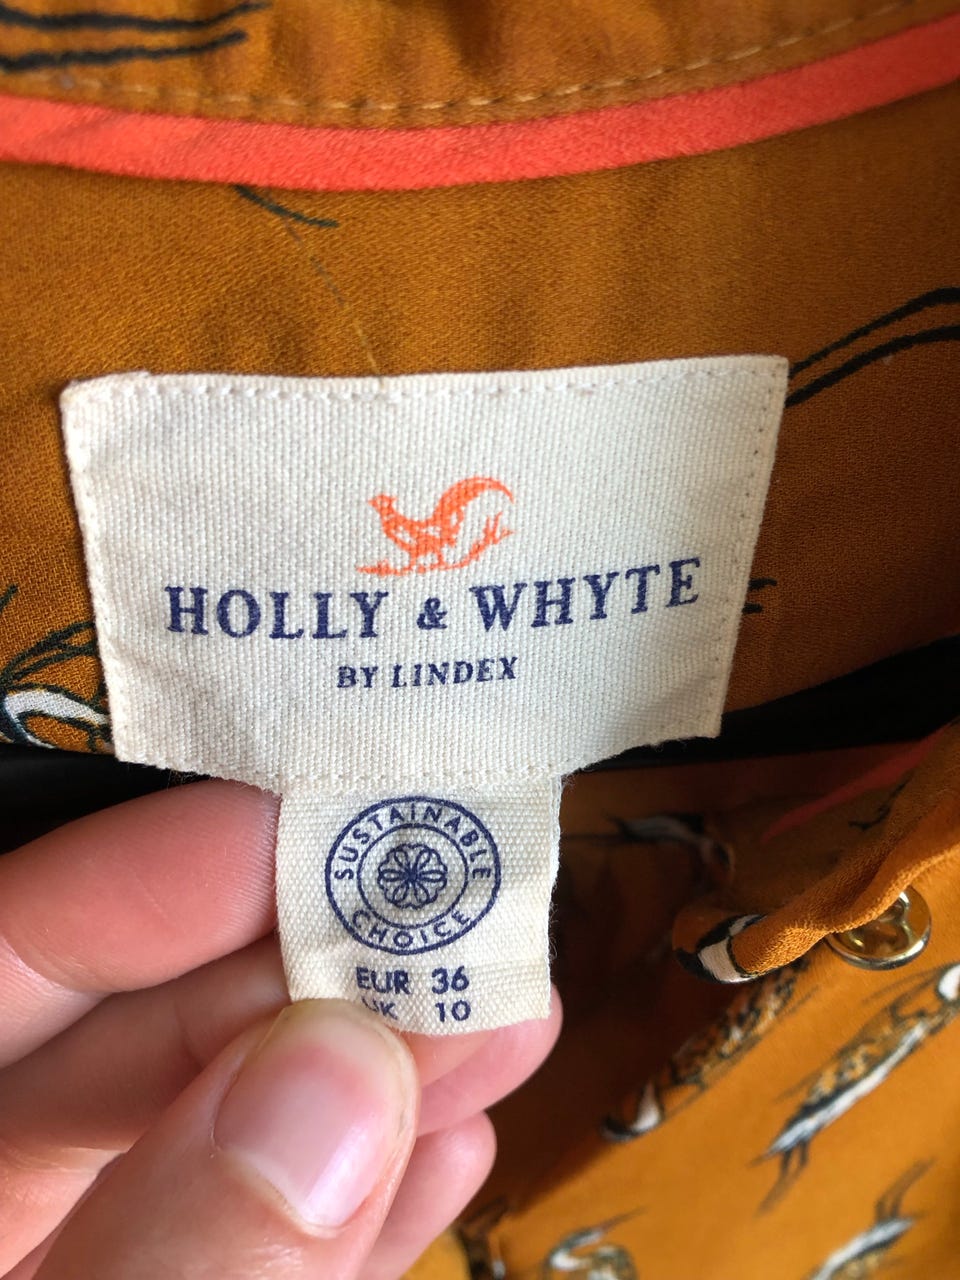 HOLLY & WHYTE
BY LINDEX
SUSTAINABLE
CHOICE
EUR 36
UK 10